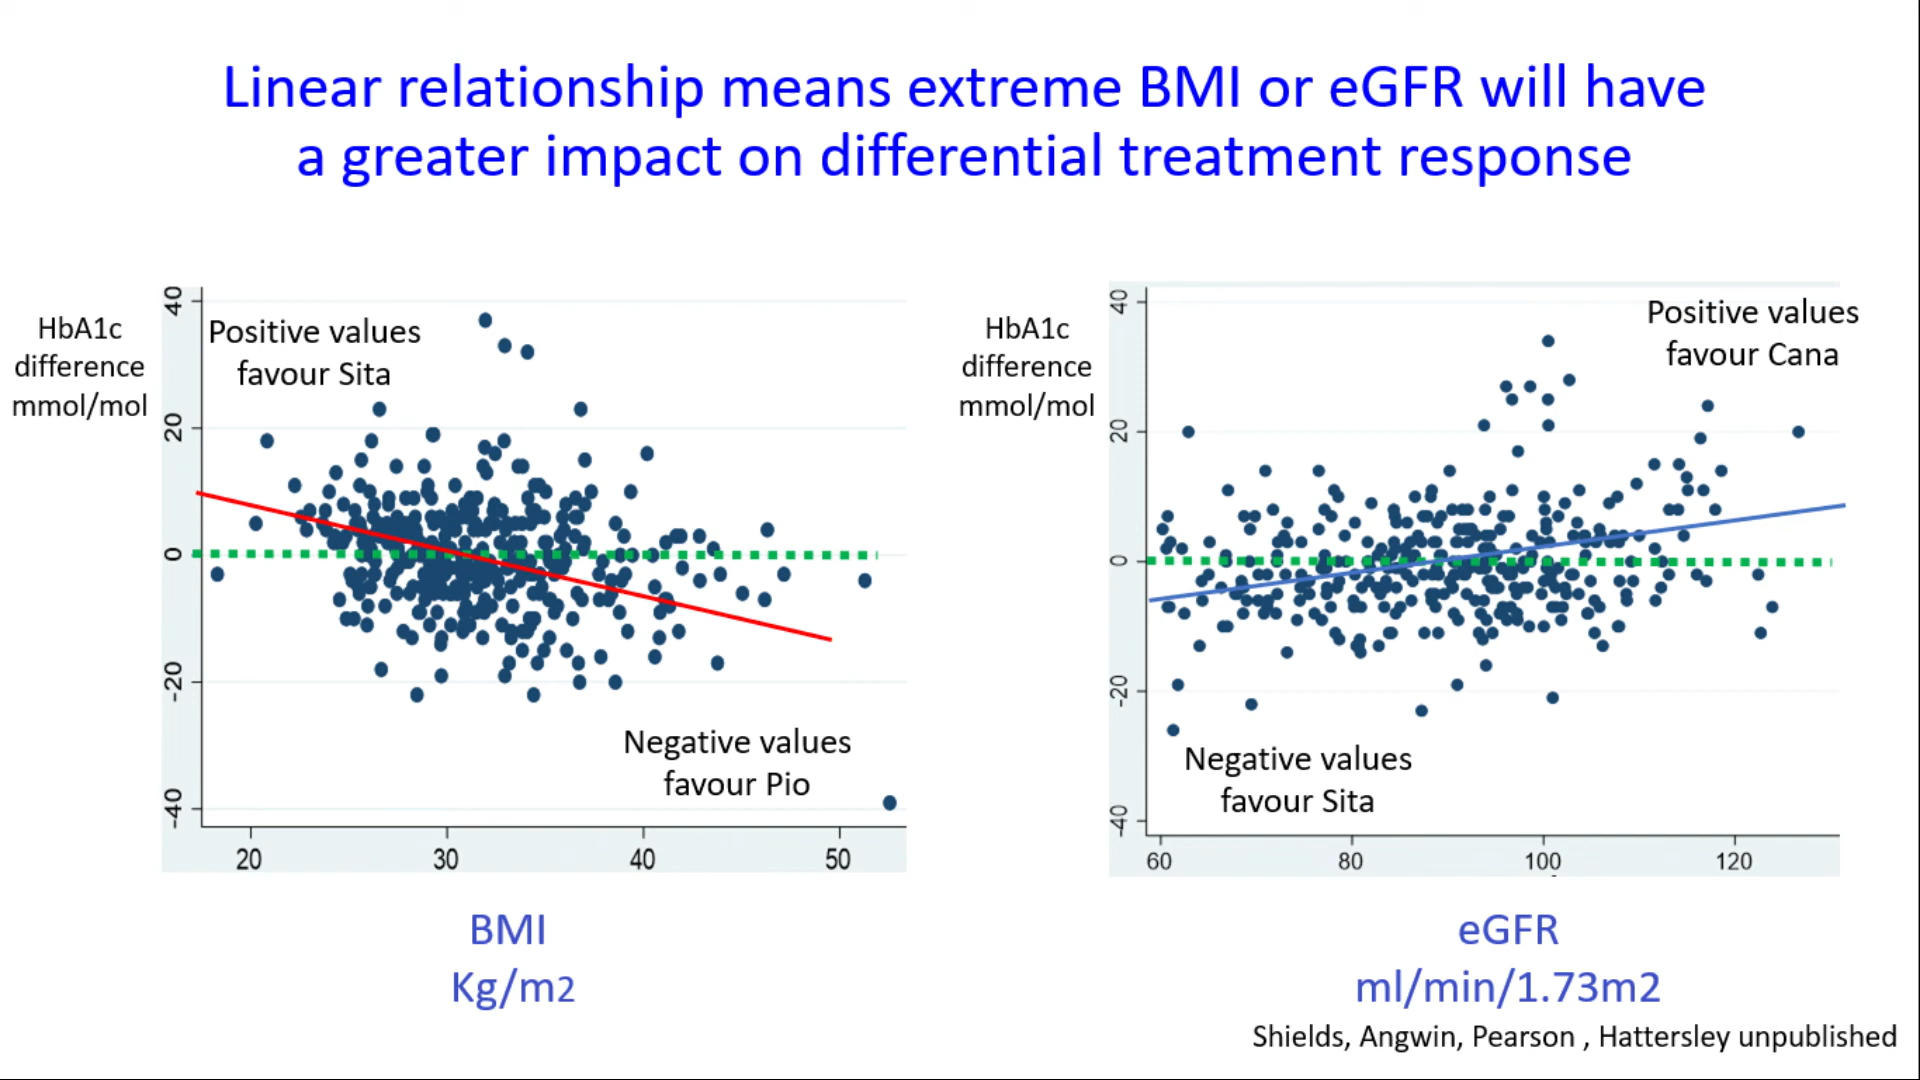 Linear relationship means extreme BMI or eGFR will have
a greater impact on differential treatment response
HbA1c
difference
mmol/mol
40
20
0
-20
-40
Positive values
favour Sita
Negative values
favour Pio
20 30 40 50
BMI
Kg/m2
HbA1c
difference
mmol/mol
40
20
0
-20
-40
Positive values
favour Cana
Negative values
favour Sita
60 80 100 120
eGFR
ml/min/1.73m2
Shields, Angwin, Pearson , Hattersley unpublished